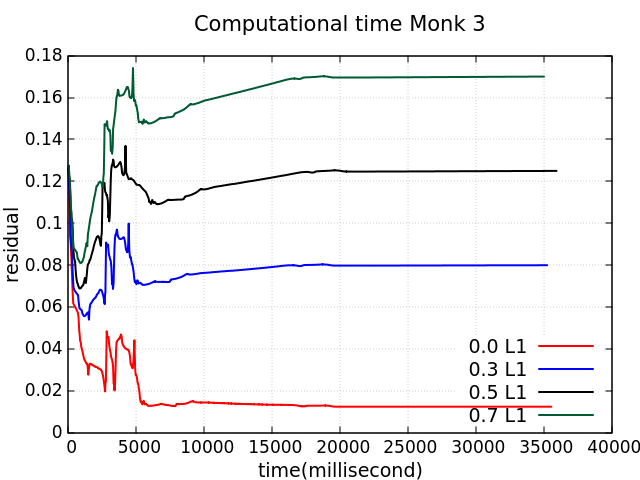 Computational time Monk 3
0.18
0.16
0.14
0.12
0.1
0.08
0.06
0.04
0.02
0
residual
0.0 L1
0.3 L1
0.5 L1
0.7 L1
0 5000 10000 15000 20000 25000 30000 35000 40000
time(millisecond)